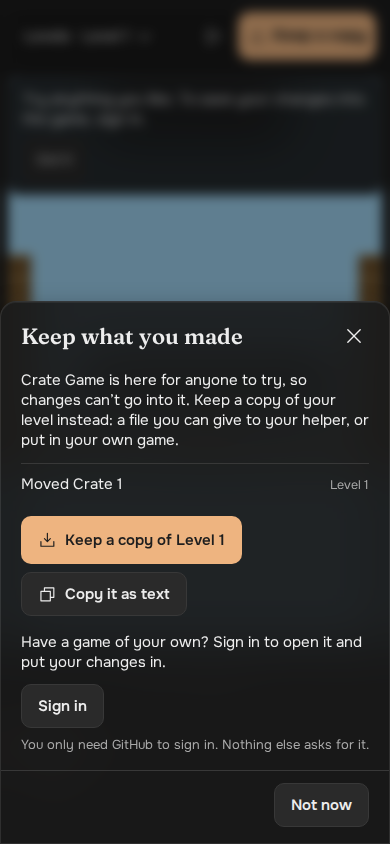 Keep what you made
Crate Game is here for anyone to try, so
changes can’t go into it. Keep a copy of your
level instead: a file you can give to your helper, or
put in your own game.
Moved Crate 1
Level 1
Keep a copy of Level 1
Copy it as text
Have a game of your own? Sign in to open it and
put your changes in.
Sign in
You only need GitHub to sign in. Nothing else asks for it.
Not now